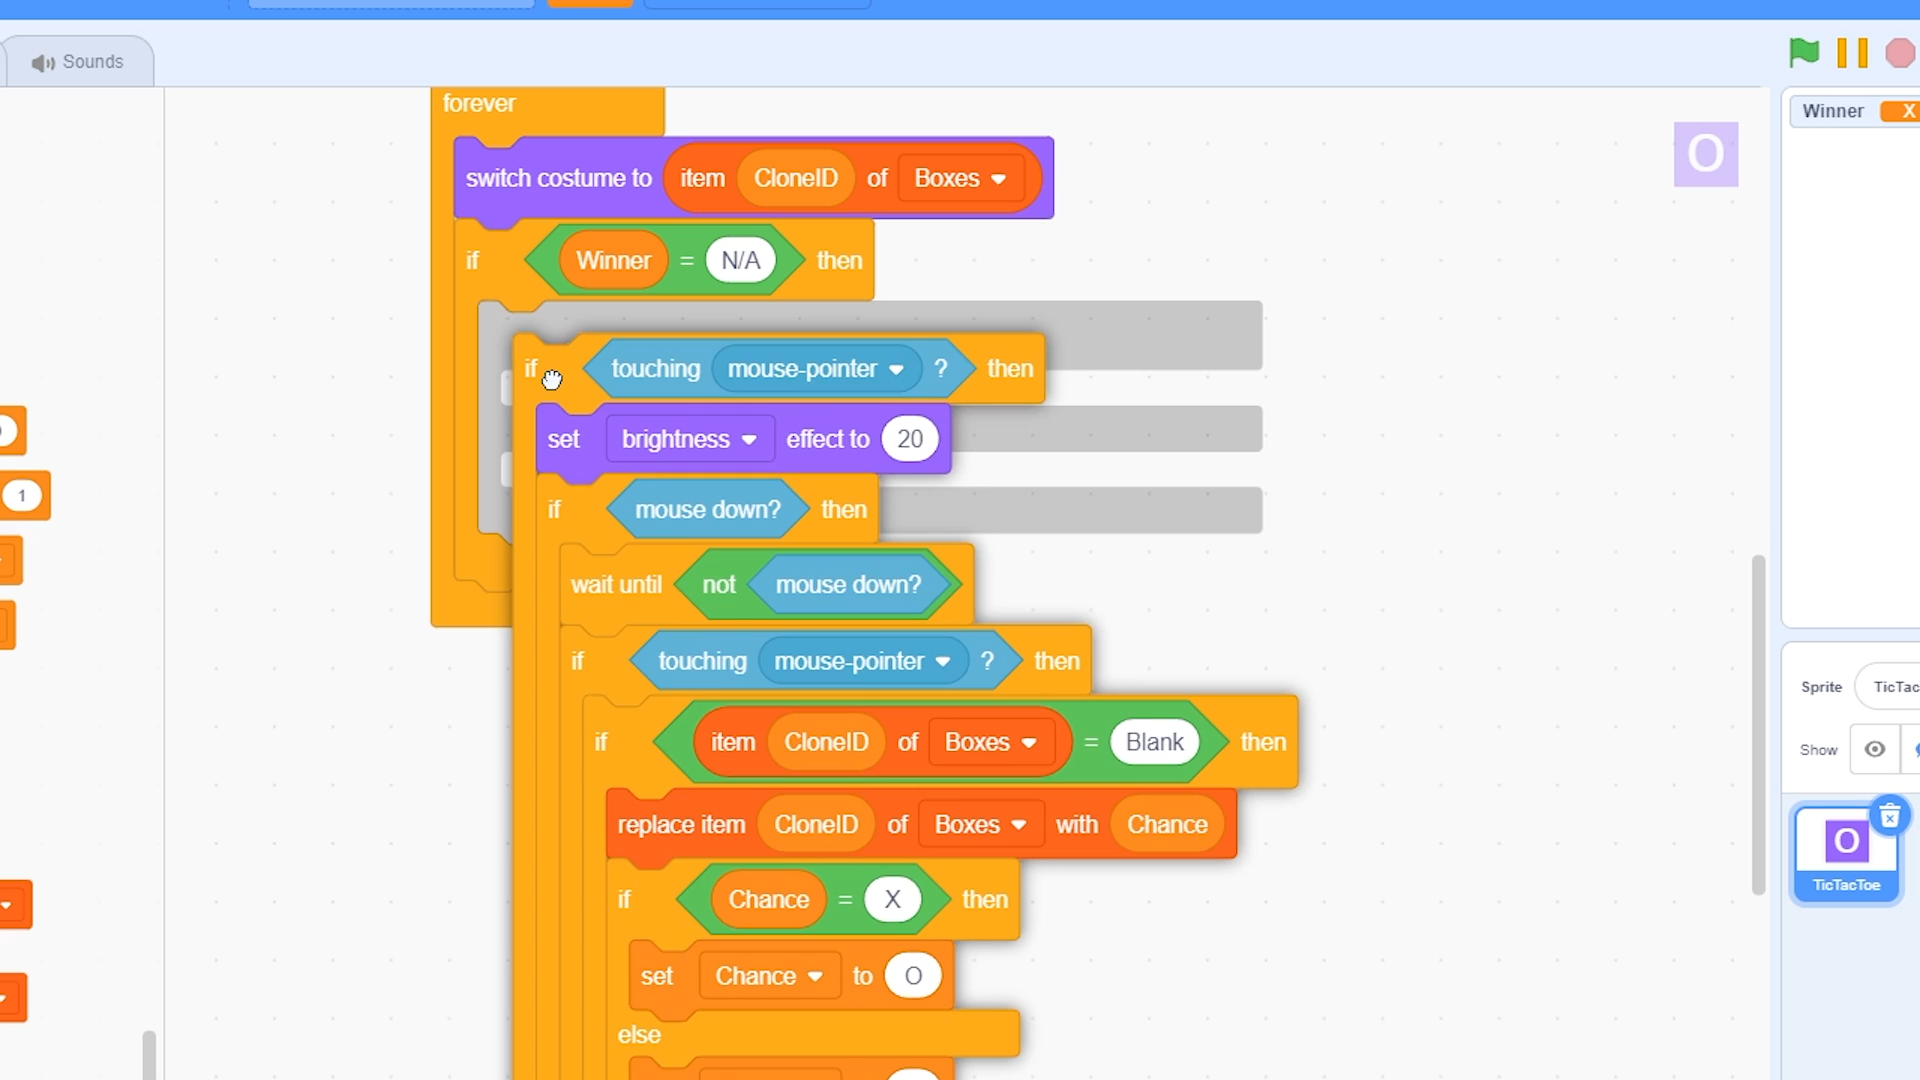 Sounds
forever
switch costume to item CloneID of Boxes
if Winner = N/A then
if touching mouse-pointer ? then
set brightness effect to 20
if mouse down? then
wait until not mouse down?
if touching mouse-pointer ? then
if item CloneID of Boxes = Blank then
replace item CloneID of Boxes with Chance
if Chance = X then
set Chance to O
else
1
O
Winner X
Sprite TicTac
Show
O
TicTacToe